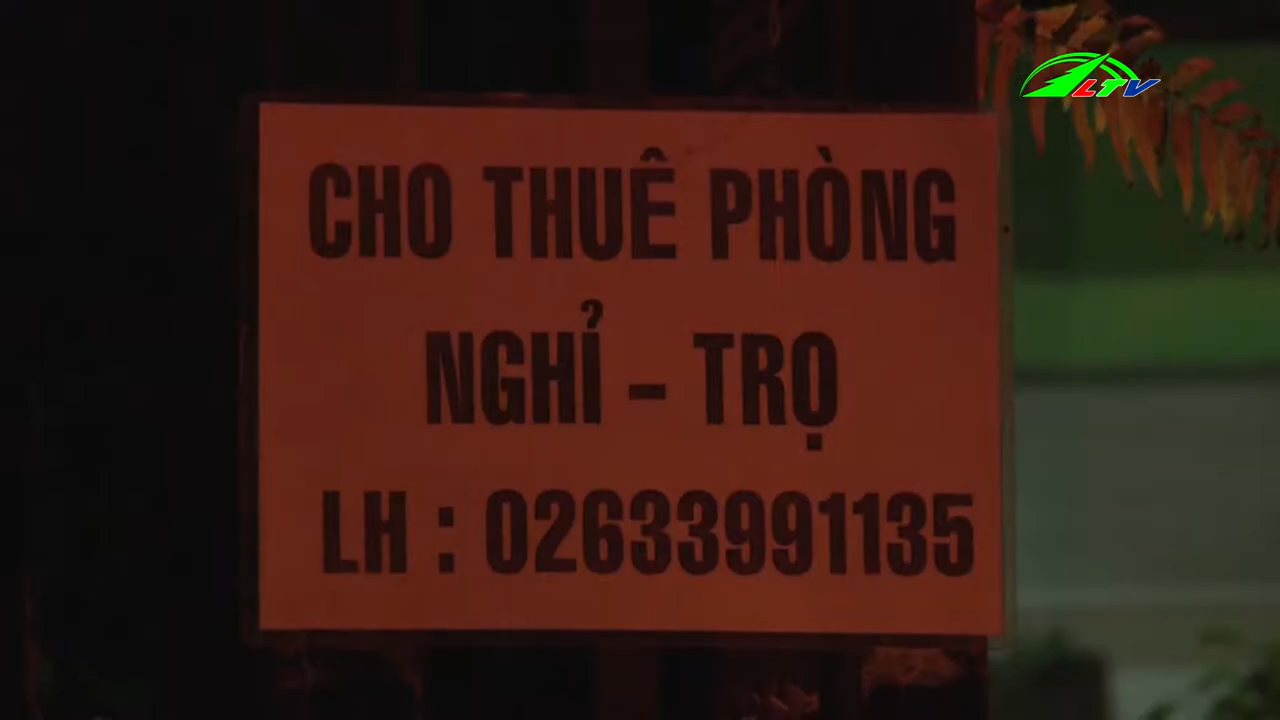 LTV
CHO THUÊ PHÒNG
NGHỈ - TRỌ
LH : 02633991135